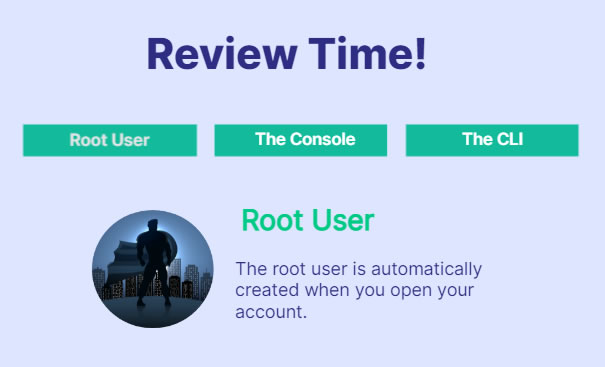 Review Time!
Root User
The Console
The CLI
Root User
The root user is automatically
created when you open your
account.